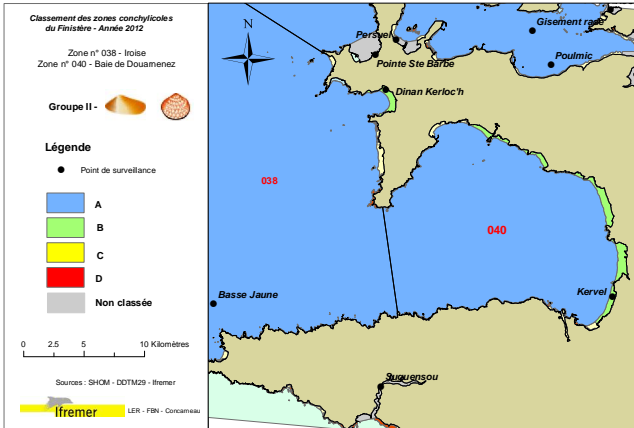 Classement des zones conchylicoles
du Finistère - Année 2012
Zone n° 038 - Iroise
Zone n° 040 - Baie de Douarnenez
Groupe II -
Légende
Point de surveillance
A
B
C
D
Non classée
0 2.5 5 10 Kilomètres
Sources : SHOM - DDTM29 - Ifremer
Ifremer
LER - FBN - Concarneau
N
Persuel
Gisement rade
Pointe Ste Barbe
Poulmic
Dinan Kerloc'h
038
040
Basse Jaune
Kervel
Suguensou